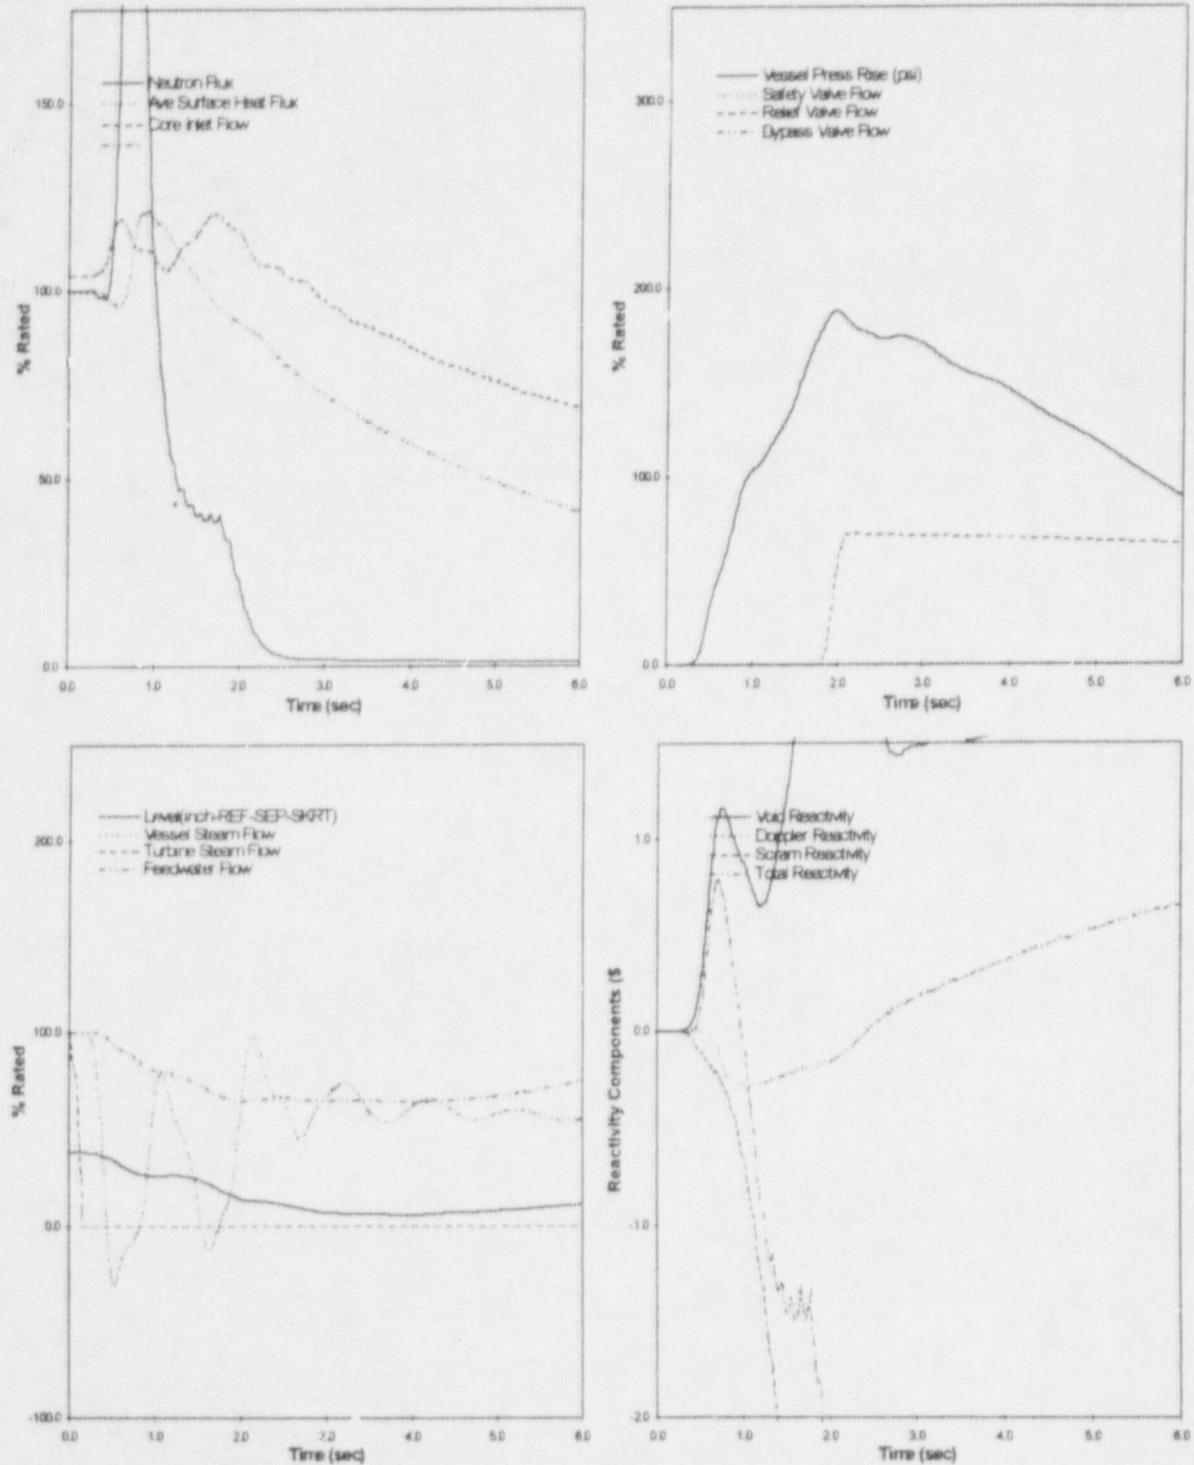 Neutron Flux
Ave Surface Heat Flux
Core Inlet Flow
150.0
100.0
50.0
0.0
% Rated
0.0 1.0 2.0 3.0 4.0 5.0 6.0
Time (sec)
Vessel Press Rise (psi)
Safety Valve Flow
Relief Valve Flow
Bypass Valve Flow
300.0
200.0
100.0
0.0
% Rated
0.0 1.0 2.0 3.0 4.0 5.0 6.0
Time (sec)
Level(inch-REF-SEP-SKRT)
Vessel Steam Flow
Turbine Steam Flow
Feedwater Flow
200.0
100.0
0.0
-100.0
% Rated
0.0 1.0 2.0 3.0 4.0 5.0 6.0
Time (sec)
Void Reactivity
Doppler Reactivity
Scram Reactivity
Total Reactivity
1.0
0.0
-1.0
-2.0
Reactivity Components ($
0.0 1.0 2.0 3.0 4.0 5.0 6.0
Time (sec)